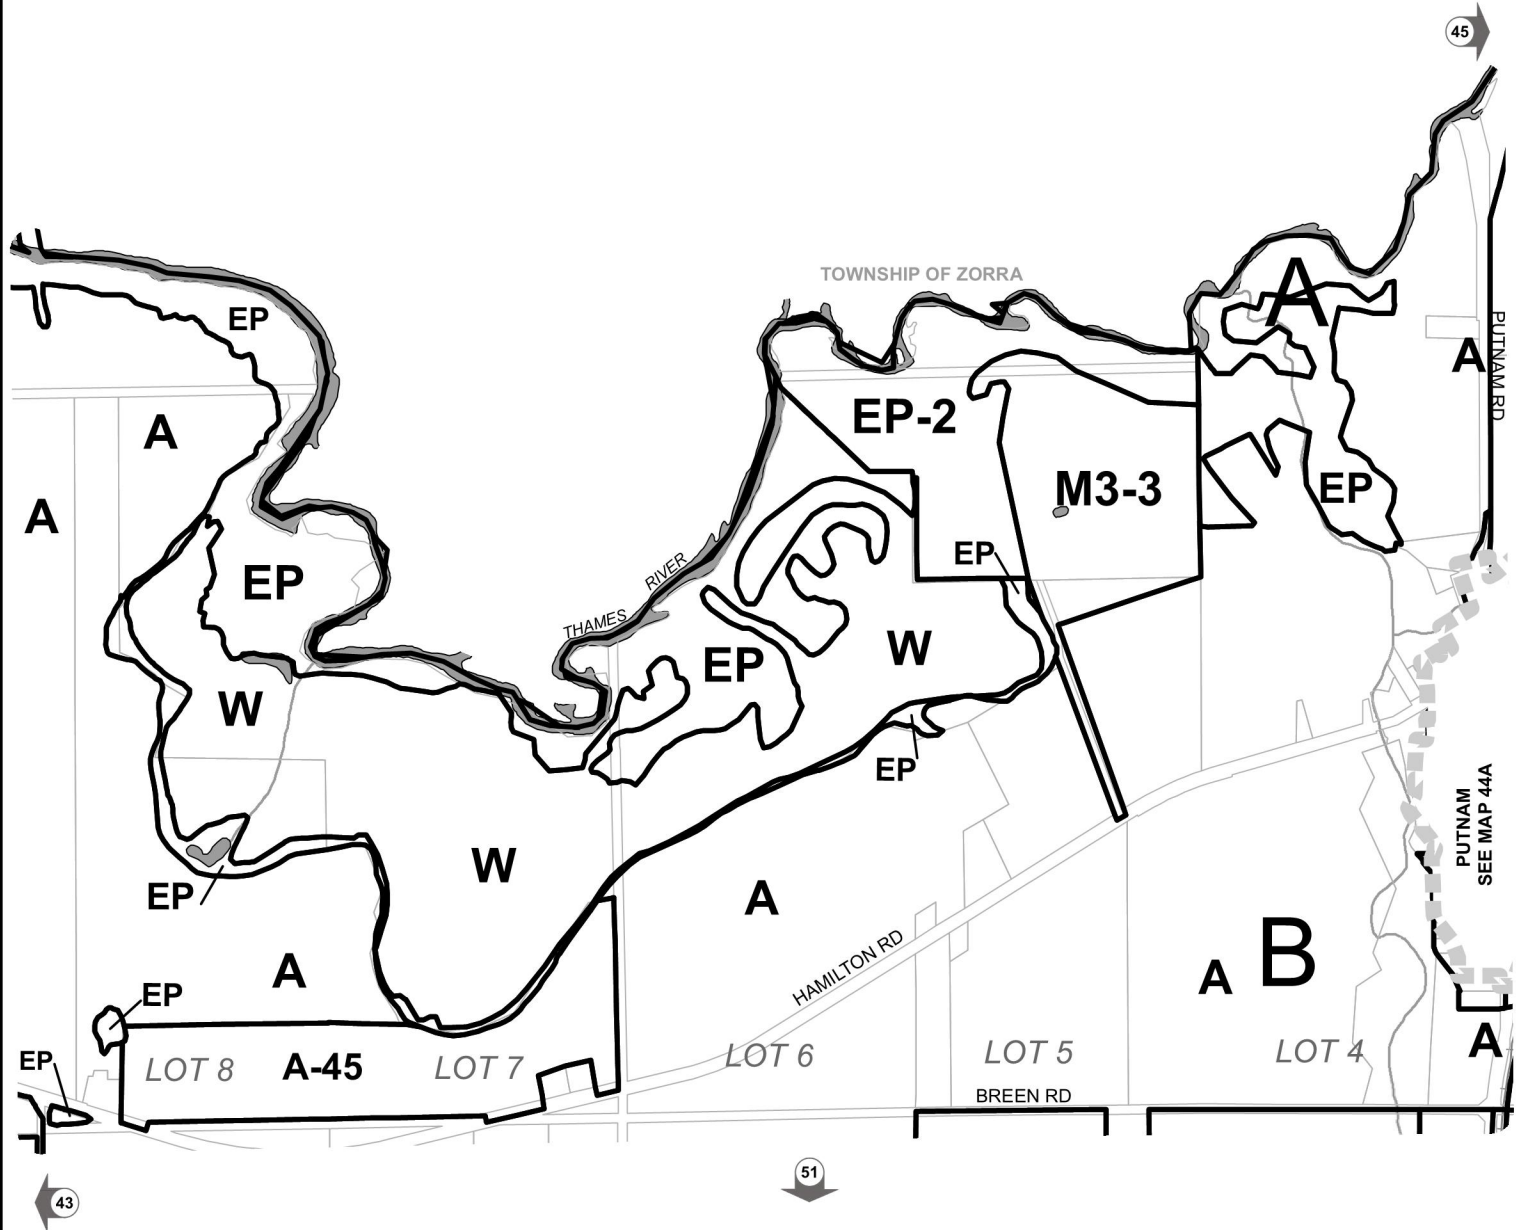 45
TOWNSHIP OF ZORRA
A
EP
PUTNAM RD
A
A
EP-2
A
M3-3
EP
EP
EP
THAMES RIVER
EP
W
W
EP
PUTNAM
SEE MAP 44A
W
EP
A
HAMILTON RD
A
B
A
EP
EP
LOT 8
A-45
LOT 7
LOT 6
LOT 5
LOT 4
A
BREEN RD
43
51